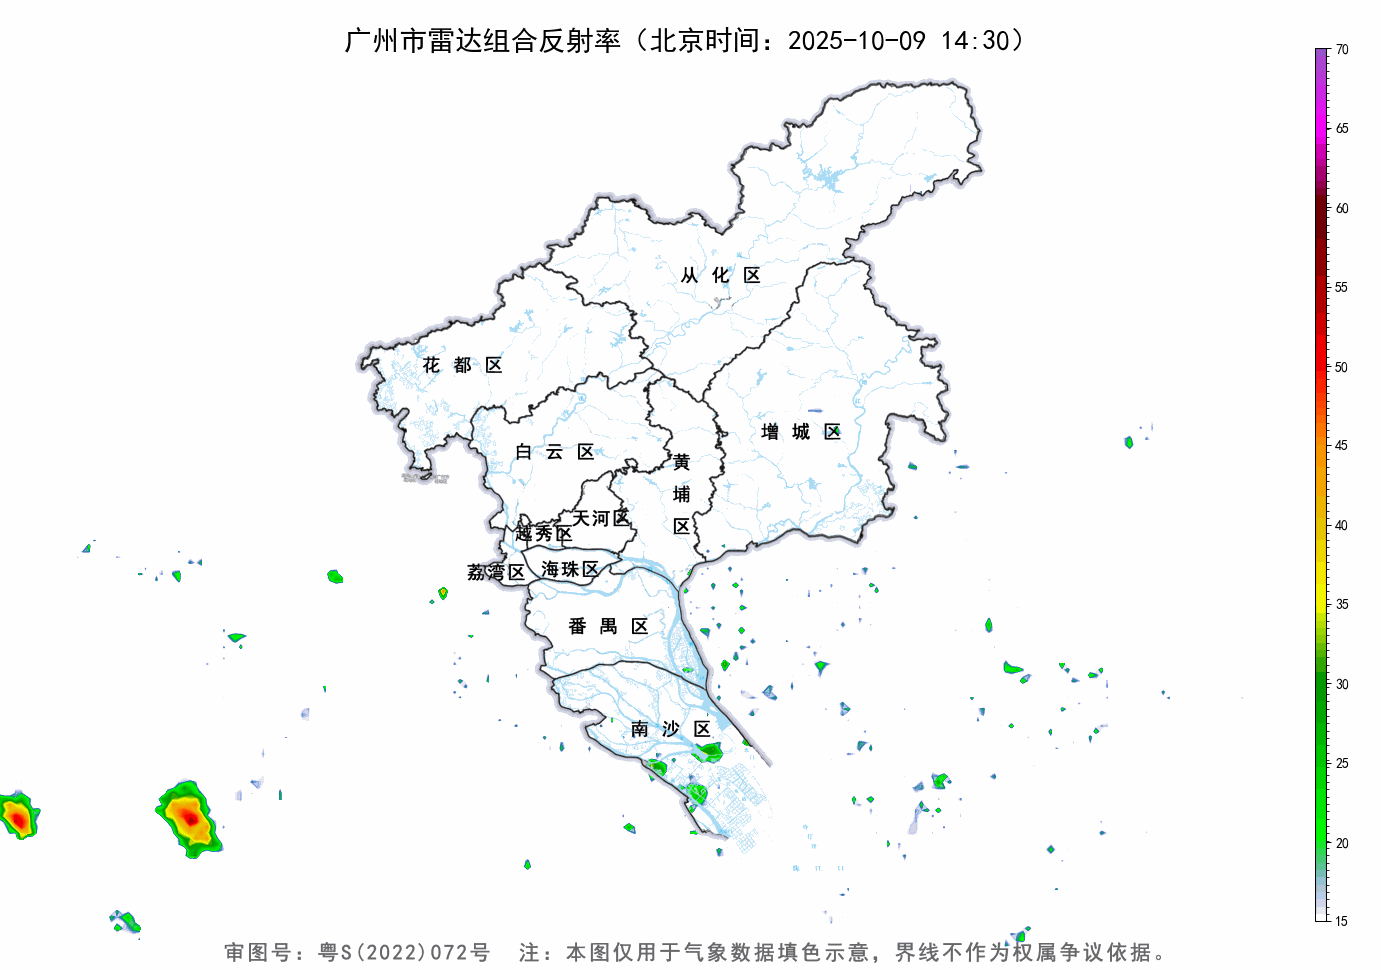 广州市雷达组合反射率（北京时间：2025-10-09 14:30）
70
65
60
55
50
45
40
35
30
25
20
15
从化区
花都区
增城区
白云区
黄埔区
天河区
越秀区
荔湾区
海珠区
番禺区
南沙区
审图号：粤S(2022)072号 注：本图仅用于气象数据填色示意，界线不作为权属争议依据。